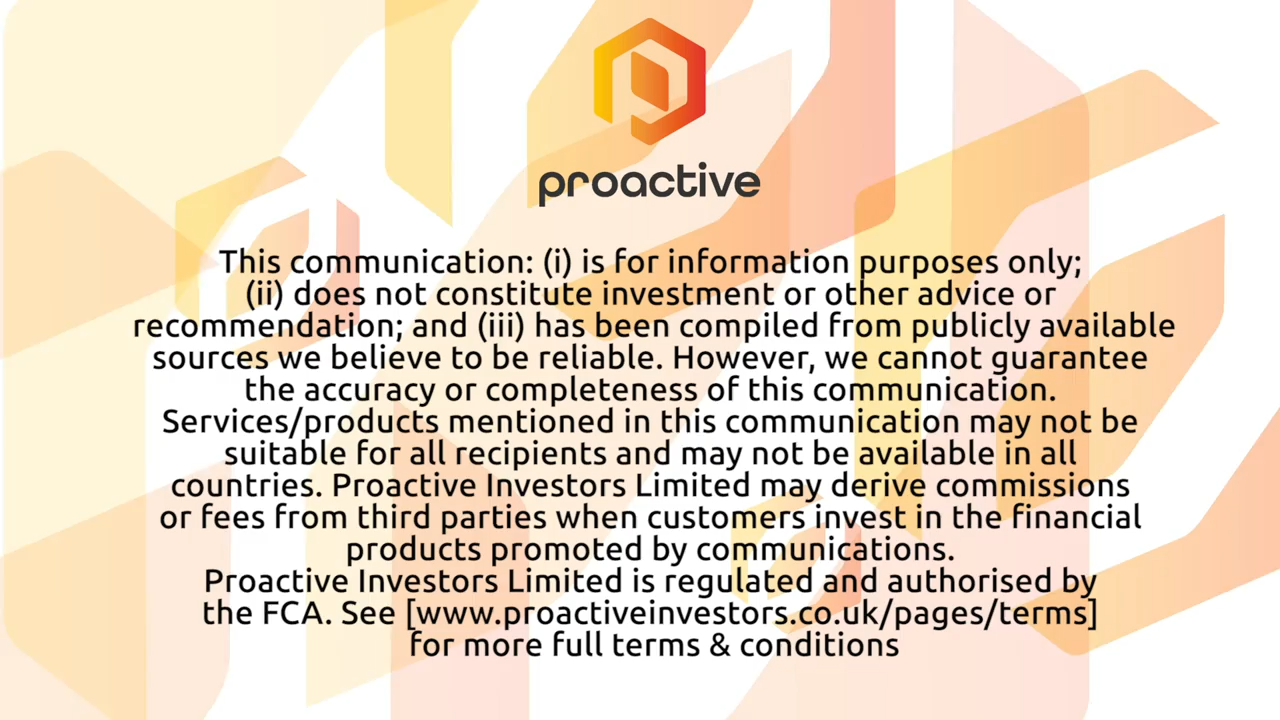 proactive
This communication: (i) is for information purposes only;
(ii) does not constitute investment or other advice or
recommendation; and (iii) has been compiled from publicly available
sources we believe to be reliable. However, we cannot guarantee
the accuracy or completeness of this communication.
Services/products mentioned in this communication may not be
suitable for all recipients and may not be available in all
countries. Proactive Investors Limited may derive commissions
or fees from third parties when customers invest in the financial
products promoted by communications.
Proactive Investors Limited is regulated and authorised by
the FCA. See [www.proactiveinvestors.co.uk/pages/terms]
for more full terms & conditions